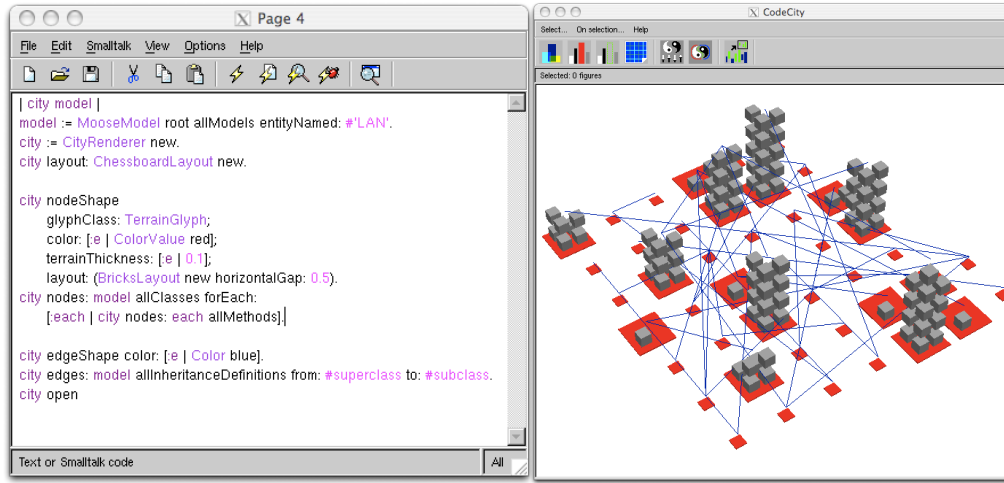 Page 4
File Edit Smalltalk View Options Help
| city model |
model := MooseModel root allModels entityNamed: #'LAN'.
city := CityRenderer new.
city layout: ChessboardLayout new.
city nodeShape
glyphClass: TerrainGlyph;
color: [:e | ColorValue red];
terrainThickness: [:e | 0.1];
layout: (BricksLayout new horizontalGap: 0.5).
city nodes: model allClasses forEach:
[:each | city nodes: each allMethods].
city edgeShape color: [:e | Color blue].
city edges: model allInheritanceDefinitions from: #superclass to: #subclass.
city open
Text or Smalltalk code All
CodeCity
Select... On selection... Help
Selected: 0 figures